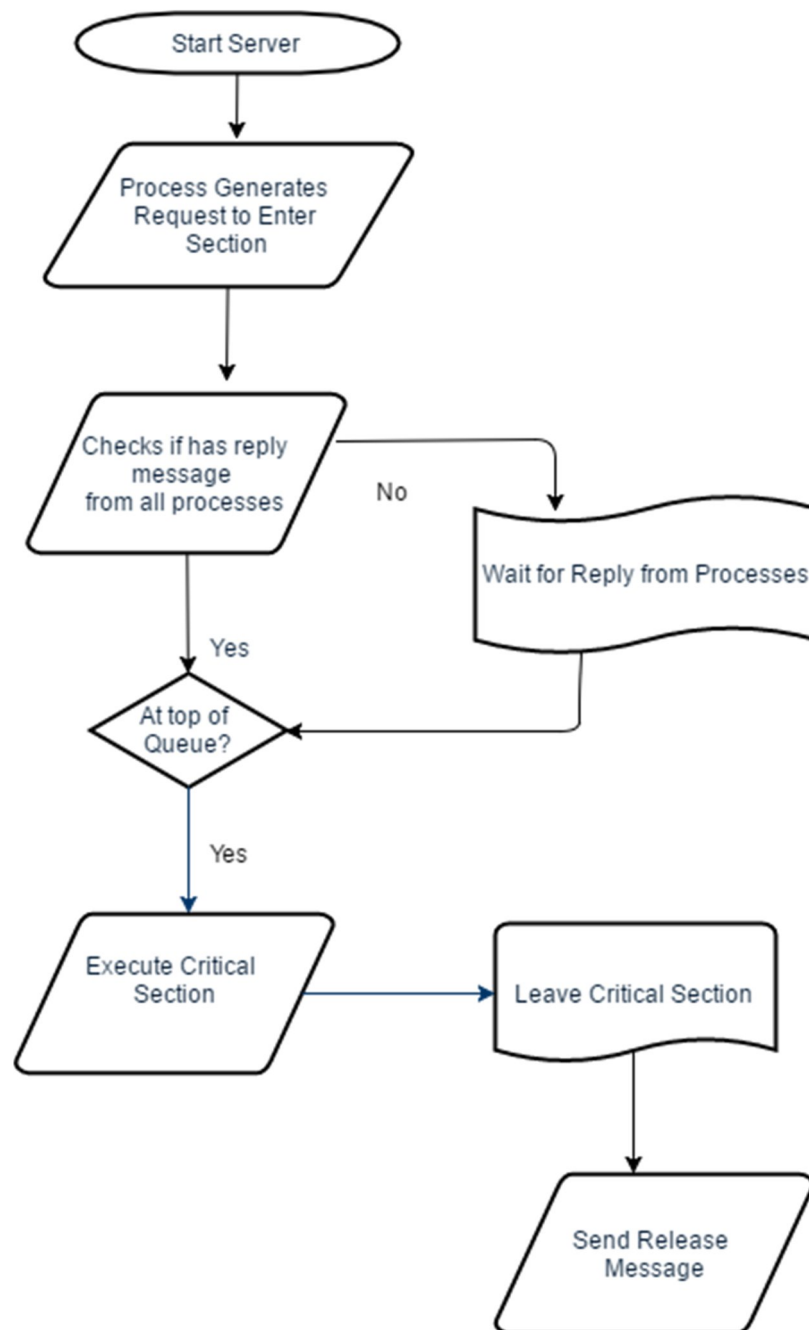 Start Server
Process Generates
Request to Enter
Section
Checks if has reply
message
from all processes
No
Wait for Reply from Processes
Yes
At top of
Queue?
Yes
Execute Critical
Section
Leave Critical Section
Send Release
Message